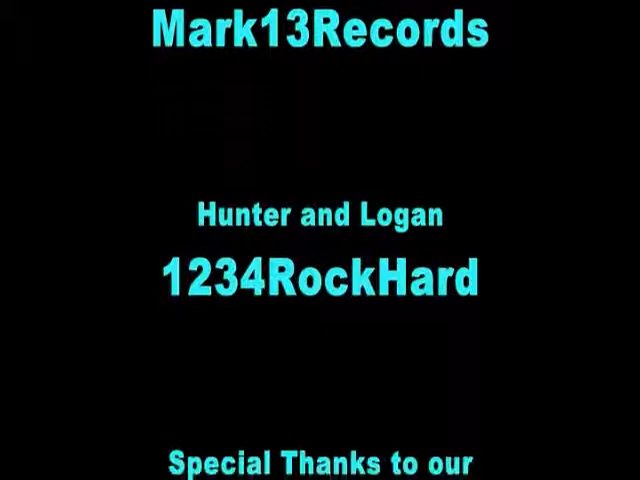 Mark13Records
Hunter and Logan
1234RockHard
Special Thanks to our